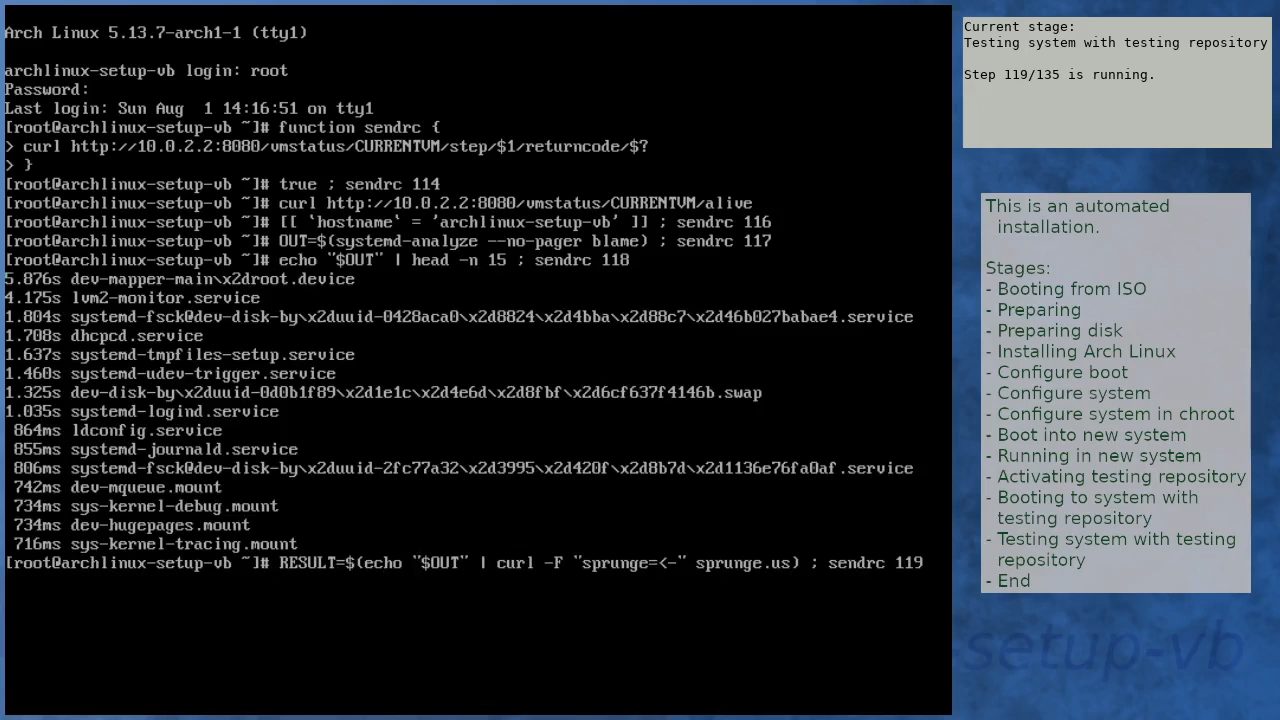 Arch Linux 5.13.7-arch1-1 (tty1)
archlinux-setup-vb login: root
Password:
Last login: Sun Aug  1 14:16:51 on tty1
[root@archlinux-setup-vb ~]# function sendrc {
> curl http://10.0.2.2:8080/vmstatus/CURRENTVM/step/$1/returncode/$?
> }
[root@archlinux-setup-vb ~]# true ; sendrc 114
[root@archlinux-setup-vb ~]# curl http://10.0.2.2:8080/vmstatus/CURRENTVM/alive
[root@archlinux-setup-vb ~]# [[ `hostname` = 'archlinux-setup-vb' ]] ; sendrc 116
[root@archlinux-setup-vb ~]# OUT=$(systemd-analyze --no-pager blame) ; sendrc 117
[root@archlinux-setup-vb ~]# echo "$OUT" | head -n 15 ; sendrc 118
5.876s dev-mapper-main\x2droot.device
4.175s lvm2-monitor.service
1.804s systemd-fsck@dev-disk-by\x2duuid-0428aca0\x2d8824\x2d4bba\x2d88c7\x2d46b027babae4.service
1.708s dhcpcd.service
1.637s systemd-tmpfiles-setup.service
1.460s systemd-udev-trigger.service
1.325s dev-disk-by\x2duuid-0d0b1f89\x2d1e1c\x2d4e6d\x2d8fbf\x2d6cf637f4146b.swap
1.035s systemd-logind.service
864ms ldconfig.service
855ms systemd-journald.service
806ms systemd-fsck@dev-disk-by\x2duuid-2fc77a32\x2d3995\x2d420f\x2d8b7d\x2d1136e76fa0af.service
742ms dev-mqueue.mount
734ms sys-kernel-debug.mount
734ms dev-hugepages.mount
716ms sys-kernel-tracing.mount
[root@archlinux-setup-vb ~]# RESULT=$(echo "$OUT" | curl -F "sprunge=<-" sprunge.us) ; sendrc 119
Current stage:
Testing system with testing repository
Step 119/135 is running.
This is an automated
installation.
Stages:
- Booting from ISO
- Preparing
- Preparing disk
- Installing Arch Linux
- Configure boot
- Configure system
- Configure system in chroot
- Boot into new system
- Running in new system
- Activating testing repository
- Booting to system with
testing repository
- Testing system with testing
repository
- End
setup-vb